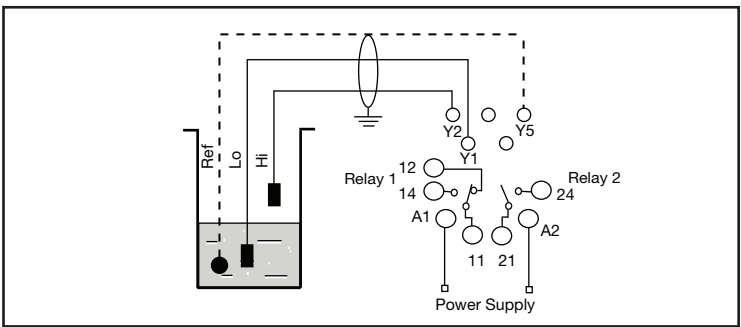 Ref
Lo
Hi
Y2
Y5
Y1
12
Relay 1
14
Relay 2
24
A1
A2
11
21
Power Supply